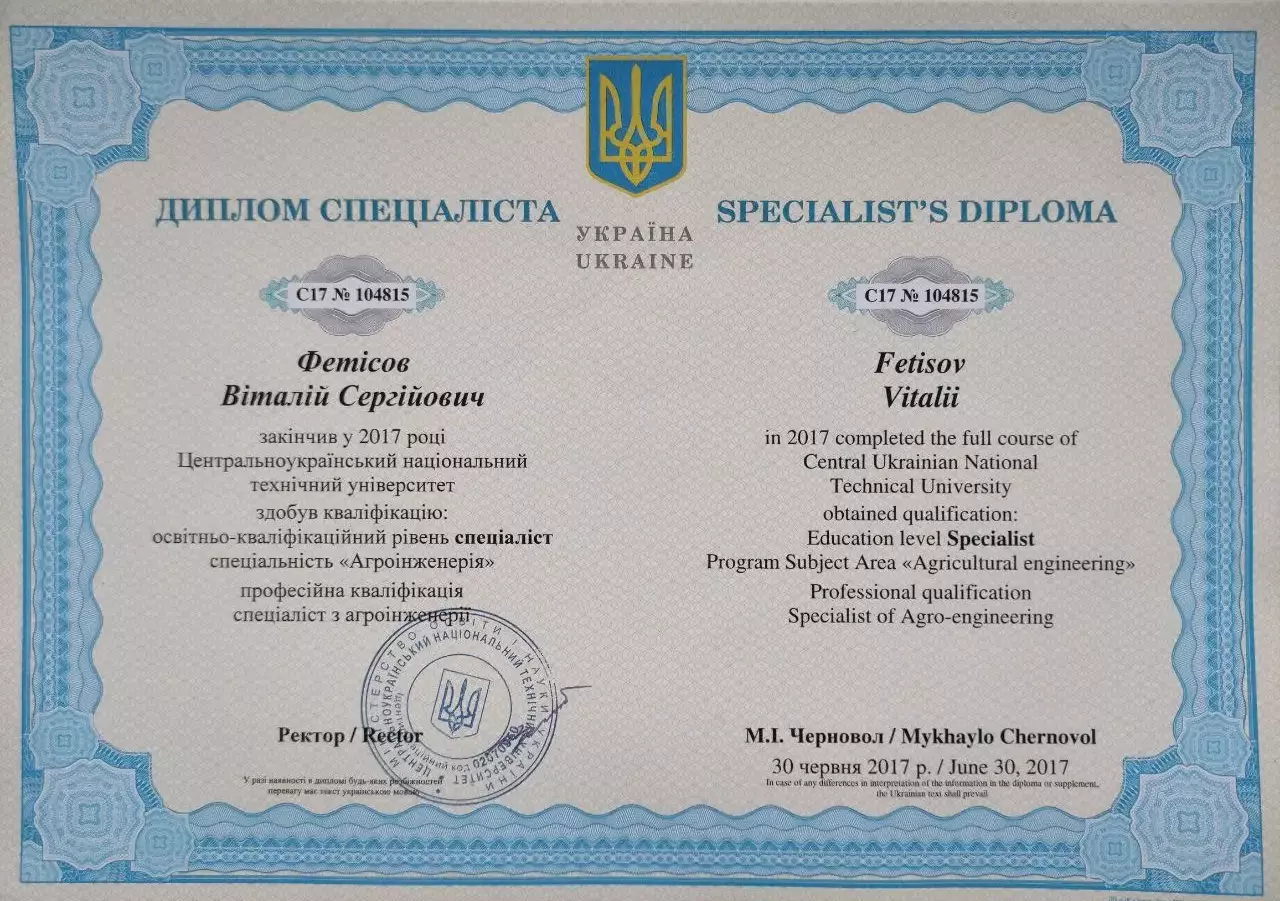 ДИПЛОМ СПЕЦІАЛІСТА
С17 № 104815
Фетісов
Віталій Сергійович
закінчив у 2017 році
Центральноукраїнський національний
технічний університет
здобув кваліфікацію:
освітньо-кваліфікаційний рівень спеціаліст
спеціальність «Агроінженерія»
професійна кваліфікація
спеціаліст з агроінженерії
Ректор / Rector
У разі наявності в дипломі будь-яких розбіжностей
перевагу має текст українською мовою
УКРАЇНА
UKRAINE
SPECIALIST'S DIPLOMA
С17 № 104815
Fetisov
Vitalii
in 2017 completed the full course of
Central Ukrainian National
Technical University
obtained qualification:
Education level Specialist
Program Subject Area «Agricultural engineering»
Professional qualification
Specialist of Agro-engineering
М.І. Черновол / Mykhaylo Chernovol
30 червня 2017 р. / June 30, 2017
In case of any differences in interpretation of the information in the diploma or supplement,
the Ukrainian text shall prevail
МІНІСТЕРСТВО ОСВІТИ І НАУКИ УКРАЇНИ
ЦЕНТРАЛЬНОУКРАЇНСЬКИЙ НАЦІОНАЛЬНИЙ ТЕХНІЧНИЙ УНІВЕРСИТЕТ